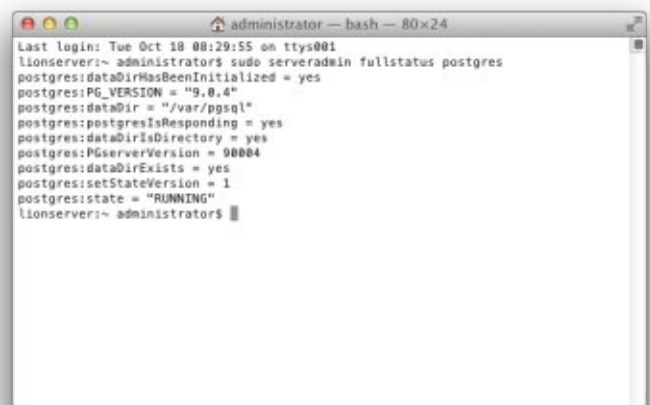 administrator — bash — 80×24
Last login: Tue Oct 18 08:29:55 on ttys001
lionserver:~ administrator$ sudo serveradmin fullstatus postgres
postgres:dataDirHasBeenInitialized = yes
postgres:PG_VERSION = "9.0.4"
postgres:dataDir = "/var/pgsql"
postgres:postgresIsResponding = yes
postgres:dataDirIsDirectory = yes
postgres:PGserverVersion = 90004
postgres:dataDirExists = yes
postgres:setStateVersion = 1
postgres:state = "RUNNING"
lionserver:~ administrator$